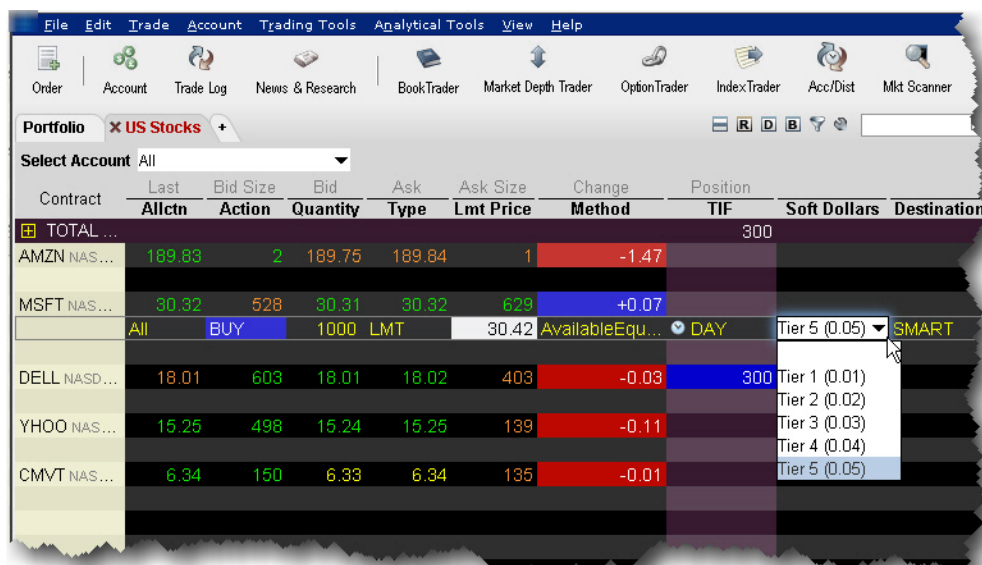 File Edit Trade Account Trading Tools Analytical Tools View Help
Order Account Trade Log News & Research BookTrader Market Depth Trader OptionTrader IndexTrader Acc/Dist Mkt Scanner
Portfolio US Stocks + R D B
Select Account All
Contract Last Bid Size Bid Ask Ask Size Change Position
Allctn Action Quantity Type Lmt Price Method TIF Soft Dollars Destination
TOTAL ... 300
AMZN NAS... 189.83 2 189.75 189.84 1 -1.47
MSFT NAS... 30.32 528 30.31 30.32 629 +0.07
All BUY 1000 LMT 30.42 AvailableEqu... DAY Tier 5 (0.05) SMART
DELL NASD... 18.01 603 18.01 18.02 403 -0.03 300 Tier 1 (0.01)
Tier 2 (0.02)
YHOO NAS... 15.25 498 15.24 15.25 139 -0.11 Tier 3 (0.03)
Tier 4 (0.04)
CMVT NAS... 6.34 150 6.33 6.34 135 -0.01 Tier 5 (0.05)